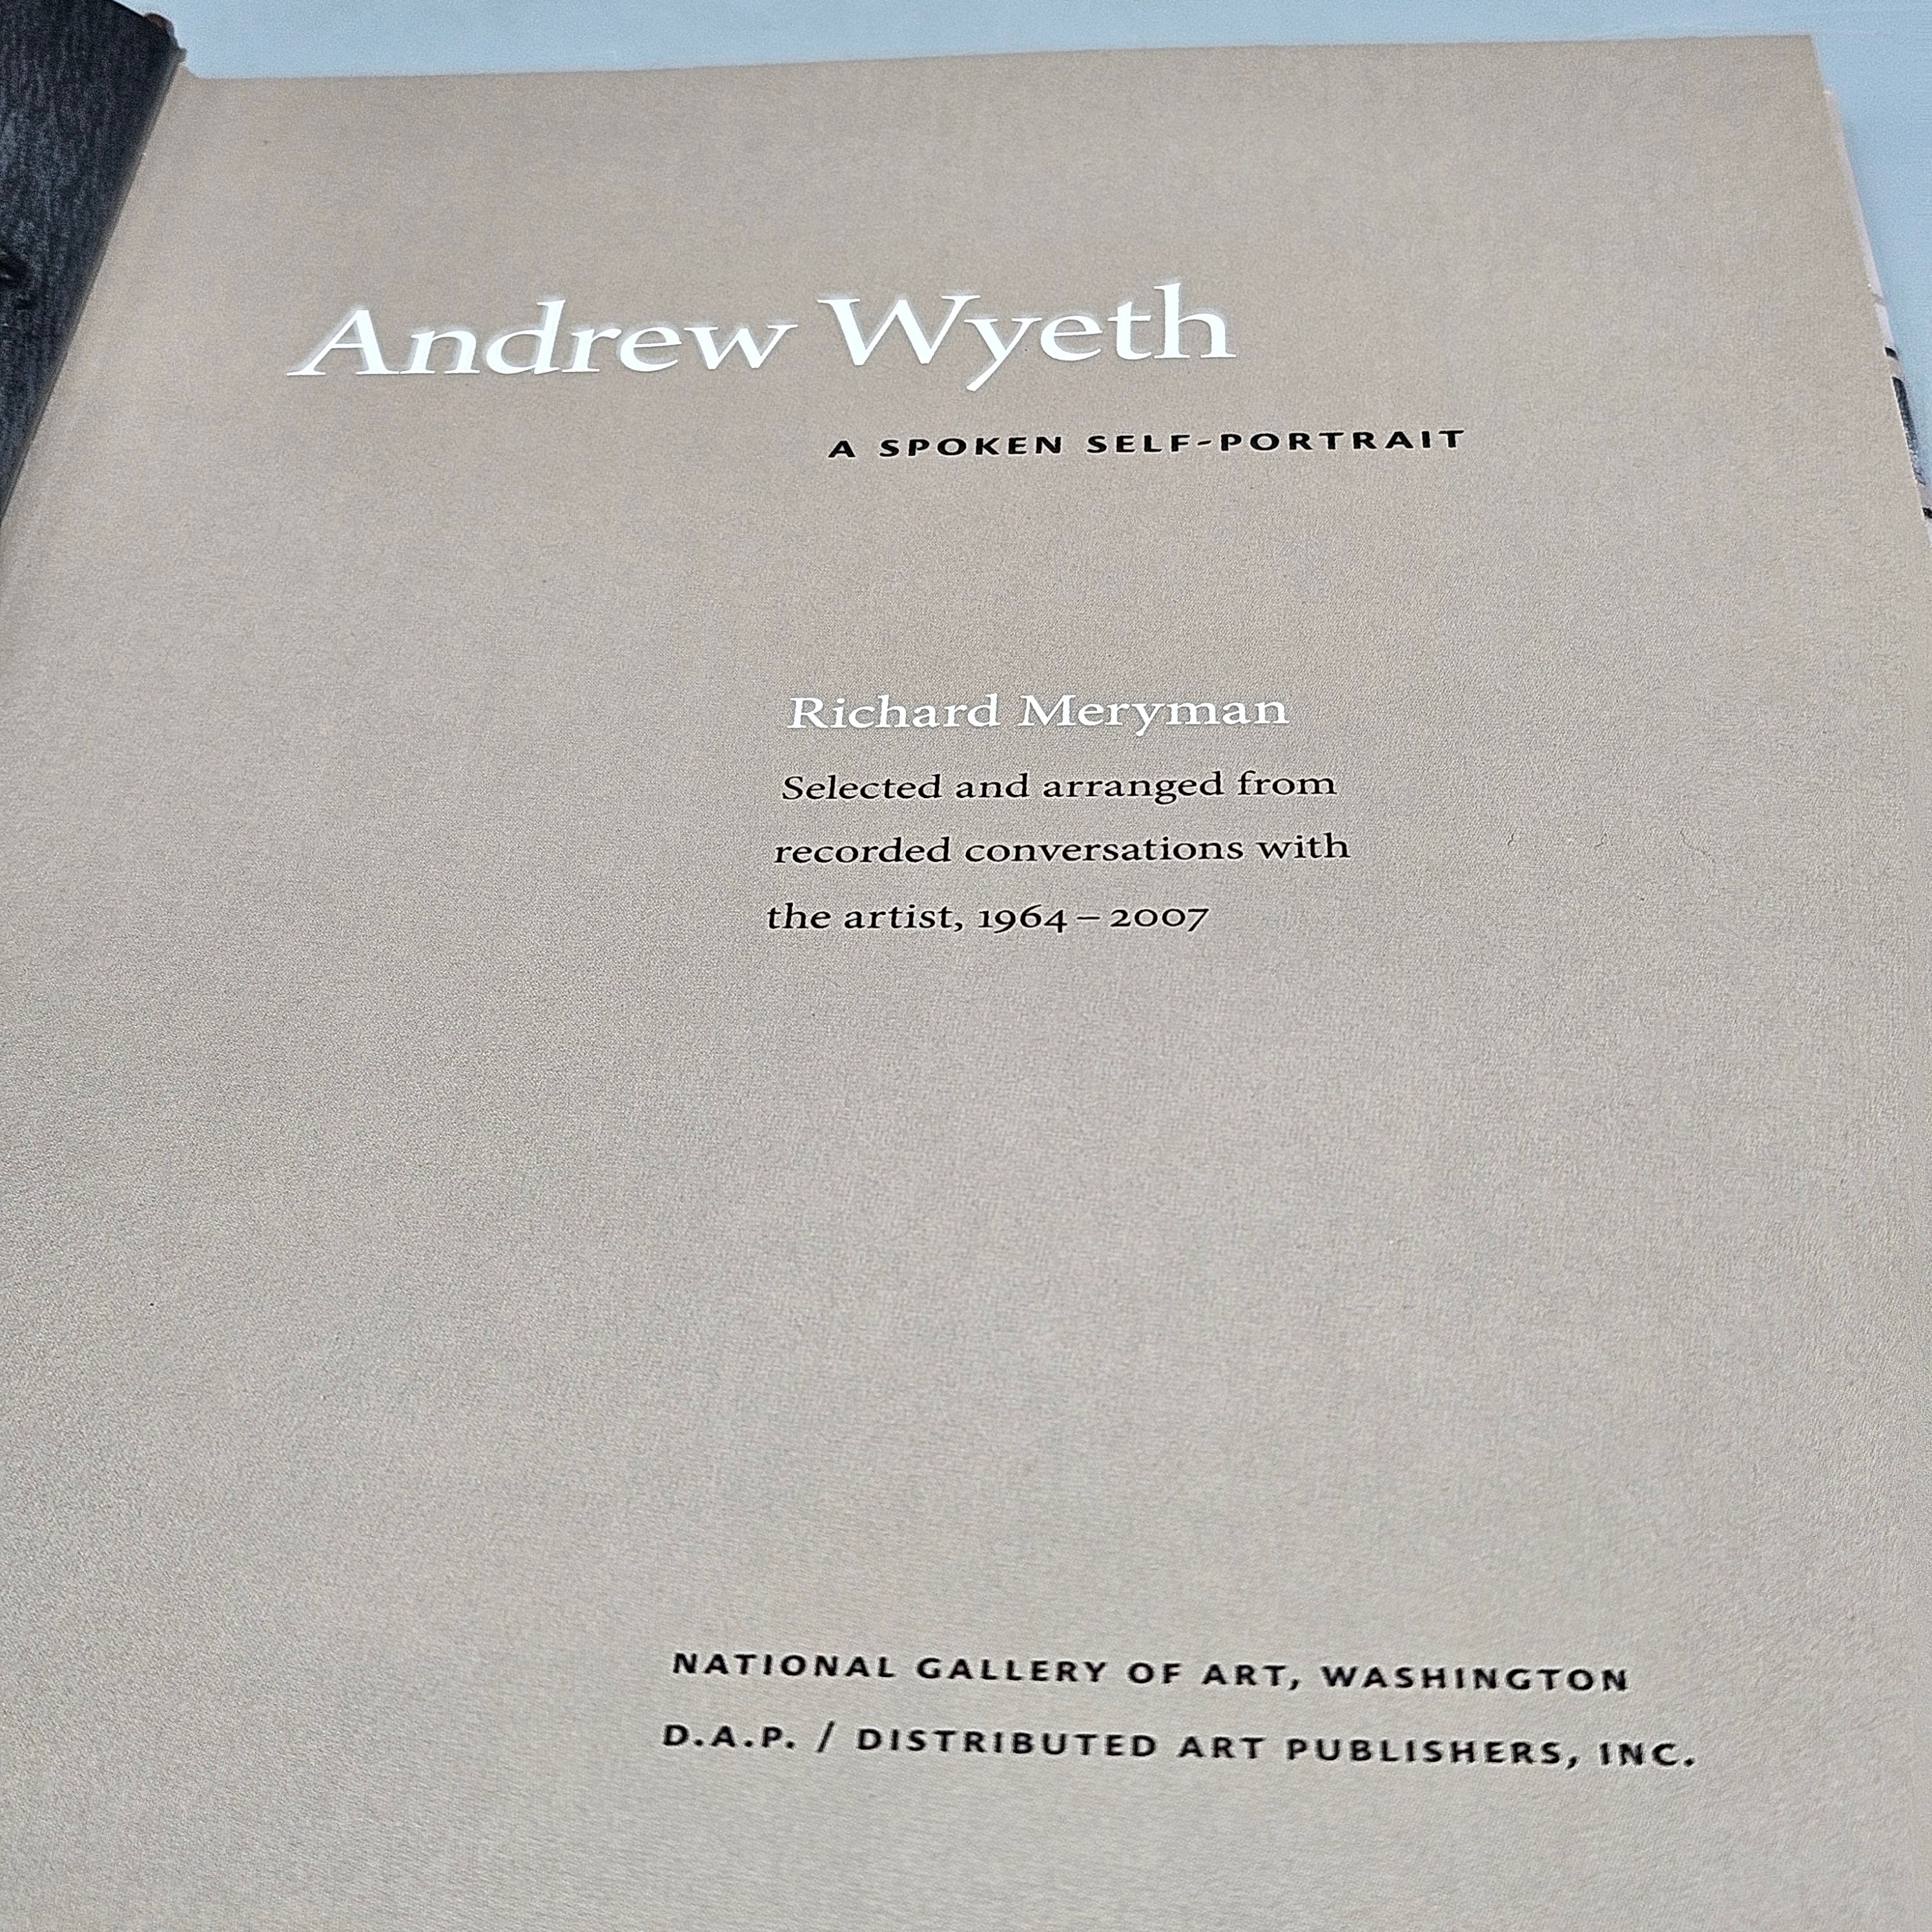 Andrew Wyeth
A SPOKEN SELF-PORTRAIT
Richard Meryman
Selected and arranged from
recorded conversations with
the artist, 1964–2007
NATIONAL GALLERY OF ART, WASHINGTON
D.A.P. / DISTRIBUTED ART PUBLISHERS, INC.